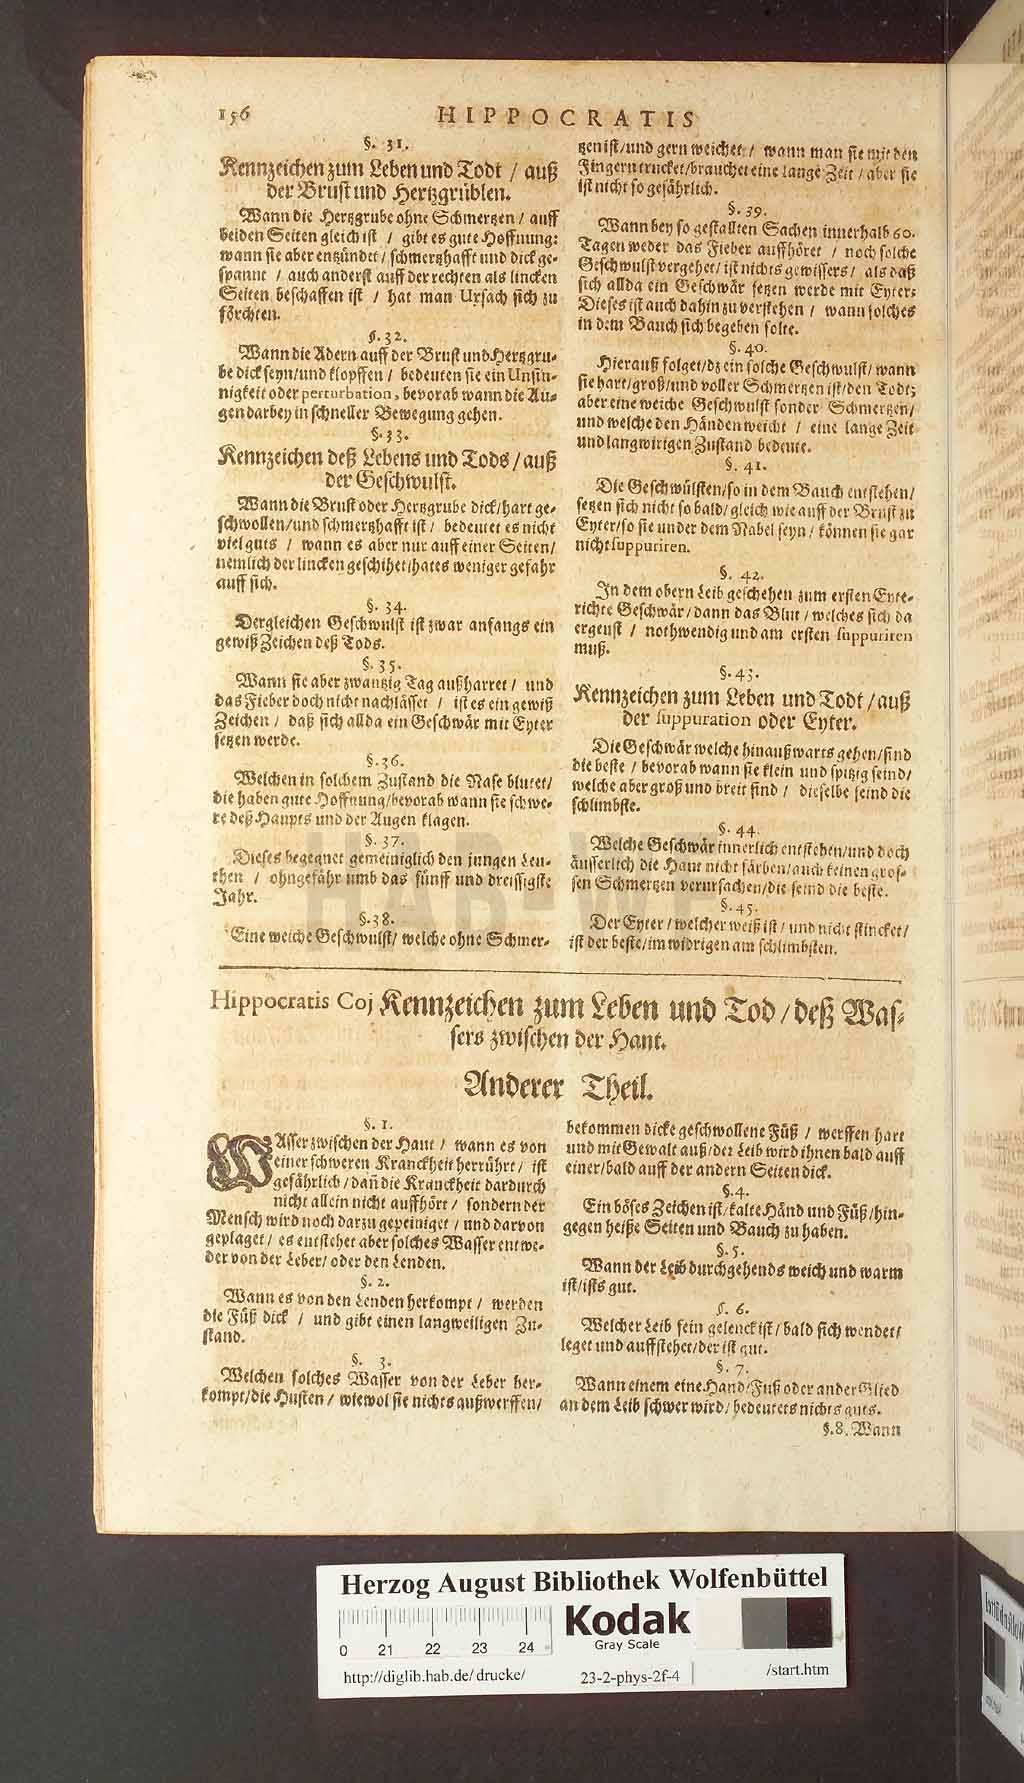 156
HIPPOCRATIS
§. 31.
Kennzeichen zum Leben und Todt / auß
der Brust und Hertzgrüblen.
Wann die Hertzgrube ohne Schmertzen / auff
beiden Seiten gleich ist / gibt es gute Hoffnung:
wann sie aber entzündet / schmertzhafft und dick ge-
spannt / auch anderst auff der rechten als lincken
Seiten beschaffen ist / hat man Ursach sich zu
förchten.
§. 32.
Wann die Adern auff der Brust und Hertzgru-
be dick seyn/und klopffen / bedeuten sie ein Unsin-
nigkeit oder perturbation, bevorab wann die Au-
gen darbey in schneller Bewegung gehen.
§. 33.
Kennzeichen deß Lebens und Tods / auß
der Geschwulst.
Wann die Brust oder Hertzgrube dick/hart ge-
schwollen/und schmertzhafft ist / bedeutet es nicht
viel guts / wann es aber nur auff einer Seiten/
nemlich der lincken geschihet/hat es weniger gefahr
auff sich.
§. 34.
Dergleichen Geschwulst ist zwar anfangs ein
gewiß Zeichen deß Tods.
§. 35.
Wann sie aber zwantzig Tag außharret / und
das Fieber doch nicht nachlässet / ist es ein gewiß
Zeichen / daß sich allda ein Geschwär mit Eyter
setzen werde.
§. 36.
Welchen in solchem Zustand die Nase blutet/
die haben gute Hoffnung/bevorab wann sie schwe-
re deß Haupts und der Augen klagen.
§. 37.
Dieses begegnet gemeiniglich den jungen Leu-
then / ohngefähr umb das fünff und dreissigste
Jahr.
§. 38.
Eine weiche Geschwulst/ welche ohne Schmer-
tzen ist/und gern weichet / wann man sie mit den
Fingern trucket/brauchet eine lange Zeit / aber sie
ist nicht so gefährlich.
§. 39.
Wann bey so gestallten Sachen innerhalb 60.
Tagen weder das Fieber auffhöret / noch solche
Geschwulst vergehet/ ist nichts gewissers / als daß
sich allda ein Geschwär setzen werde mit Eyter;
Dieses ist auch dahin zu verstehen / wann solches
in dem Bauch sich begeben solte.
§. 40.
Hierauß folget/dz ein solche Geschwulst/ wann
sie hart/groß/und voller Schmertzen ist/den Todt;
aber eine weiche Geschwulst sonder Schmertzen/
und welche den Händen weicht / eine lange Zeit
und langwirigen Zustand bedeute.
§. 41.
Die Geschwülsten/so in dem Bauch entstehen/
setzen sich nicht so bald/gleich wie auff der Brust zu
Eyter/so sie under dem Nabel seyn / können sie gar
nicht suppuriren.
§. 42.
In dem obern Leib geschehen zum ersten Eyte-
richte Geschwär / dann das Blut / welches sich da
ergeust / nothwendig und am ersten suppuriren
muß.
§. 43.
Kennzeichen zum Leben und Todt / auß
der suppuration oder Eyter.
Die Geschwär welche hinaußwarts gehen/sind
die beste / bevorab wann sie klein und spitzig seind/
welche aber groß und breit sind / dieselbe seind die
schlimbste.
§. 44.
Welche Geschwär innerlich entstehen/und doch
äusserlich die Haut nicht färben/auch keinen gros-
sen Schmertzen verursachen/die seind die beste.
§. 45.
Der Eyter / welcher weiß ist / und nicht stincket/
ist der beste/im widrigen am schlimbsten.
HAB-WF
Hippocratis Coj Kennzeichen zum Leben und Tod / deß Was-
sers zwischen der Haut.
Anderer Theil.
§. 1.
WAsser zwischen der Haut / wann es von
einer schweren Kranckheit herrührt / ist
gefährlich / dañ die Kranckheit dardurch
nicht allein nicht auffhört / sondern der
Mensch wird noch darzu gepeiniget / und darvon
geplaget / es entstehet aber solches Wasser entwe-
der von der Leber/ oder den Lenden.
§. 2.
Wann es von den Lenden herkompt / werden
die Füß dick / und gibt einen langweiligen Zu-
stand.
§. 3.
Welchen solches Wasser von der Leber her-
kompt/die Husten / wiewol sie nichts außwerffen/
bekommen dicke geschwollene Füß / werffen hart
und mit Gewalt auß/der Leib wird ihnen bald auff
einer/bald auff der andern Seiten dick.
§. 4.
Ein böses Zeichen ist/kalte Händ und Füß/hin-
gegen heiße Seiten und Bauch zu haben.
§. 5.
Wann der Leib durchgehends weich und warm
ist/ists gut.
§. 6.
Welcher Leib fein gelenck ist / bald sich wendet/
leget und auffstehet/der ist gut.
§. 7.
Wann einem eine Hand/Fuß oder ander Glied
an dem Leib schwer wird/bedeutets nichts guts.
§. 8. Wann
Herzog August Bibliothek Wolfenbüttel
Kodak
Gray Scale
0 21 22 23 24
http://diglib.hab.de/drucke/
23-2-phys-2f-4
/start.htm